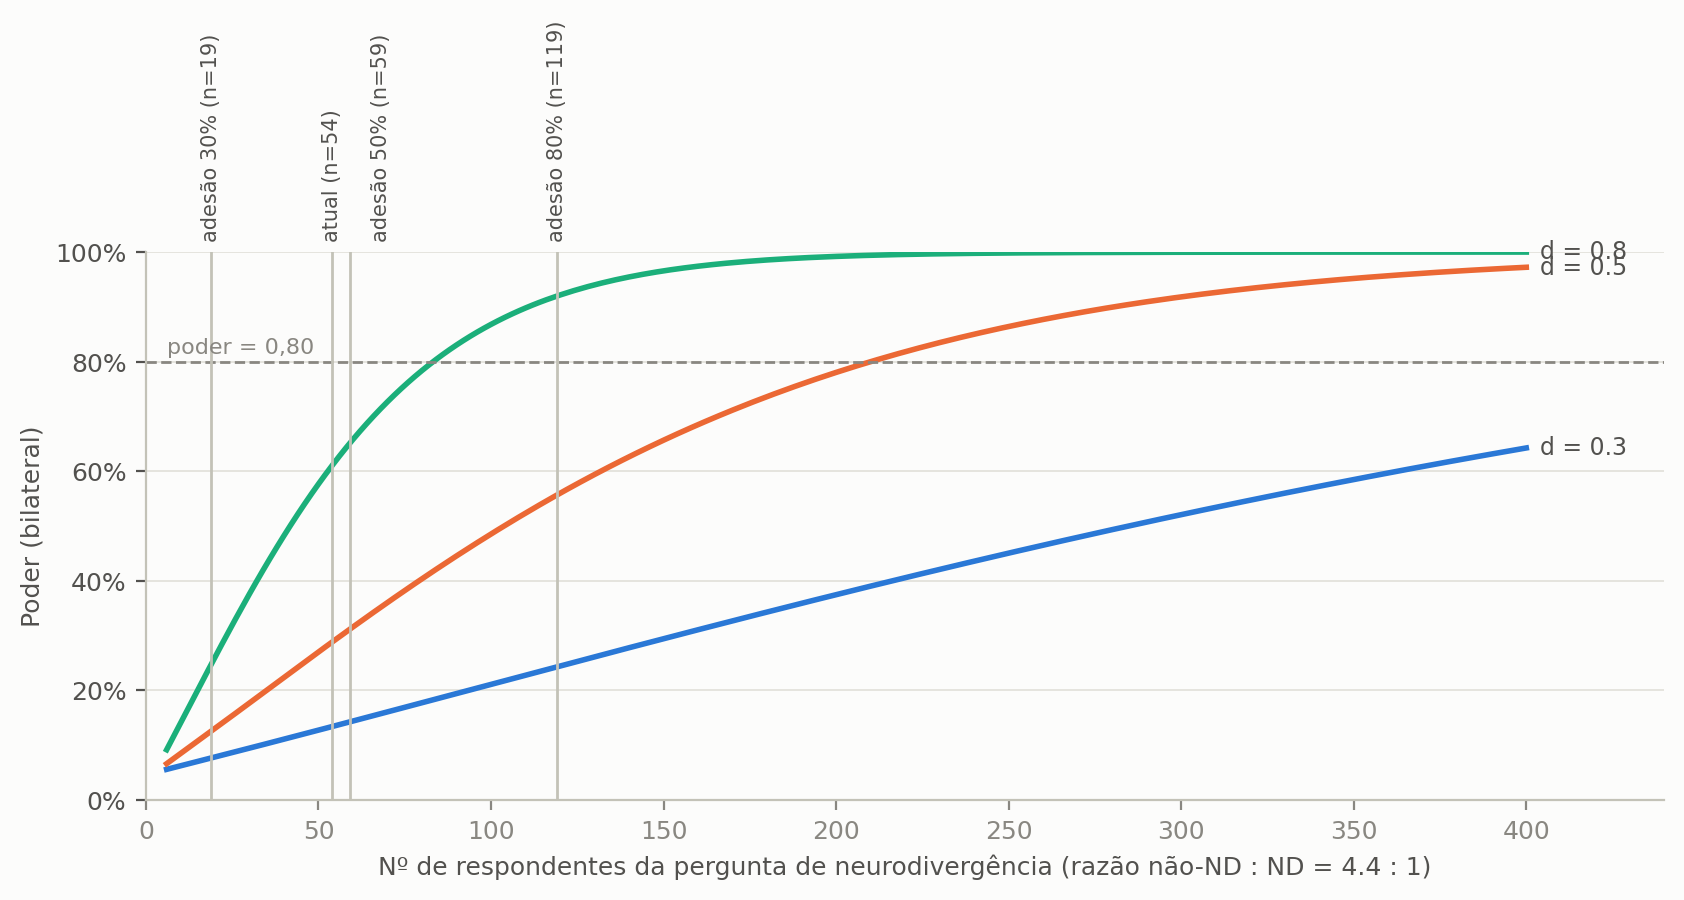 adesão 30% (n=19)
atual (n=54)
adesão 50% (n=59)
adesão 80% (n=119)
100%
80%
60%
40%
20%
0%
Poder (bilateral)
poder = 0,80
d = 0.8
d = 0.5
d = 0.3
0 50 100 150 200 250 300 350 400
Nº de respondentes da pergunta de neurodivergência (razão não-ND : ND = 4.4 : 1)